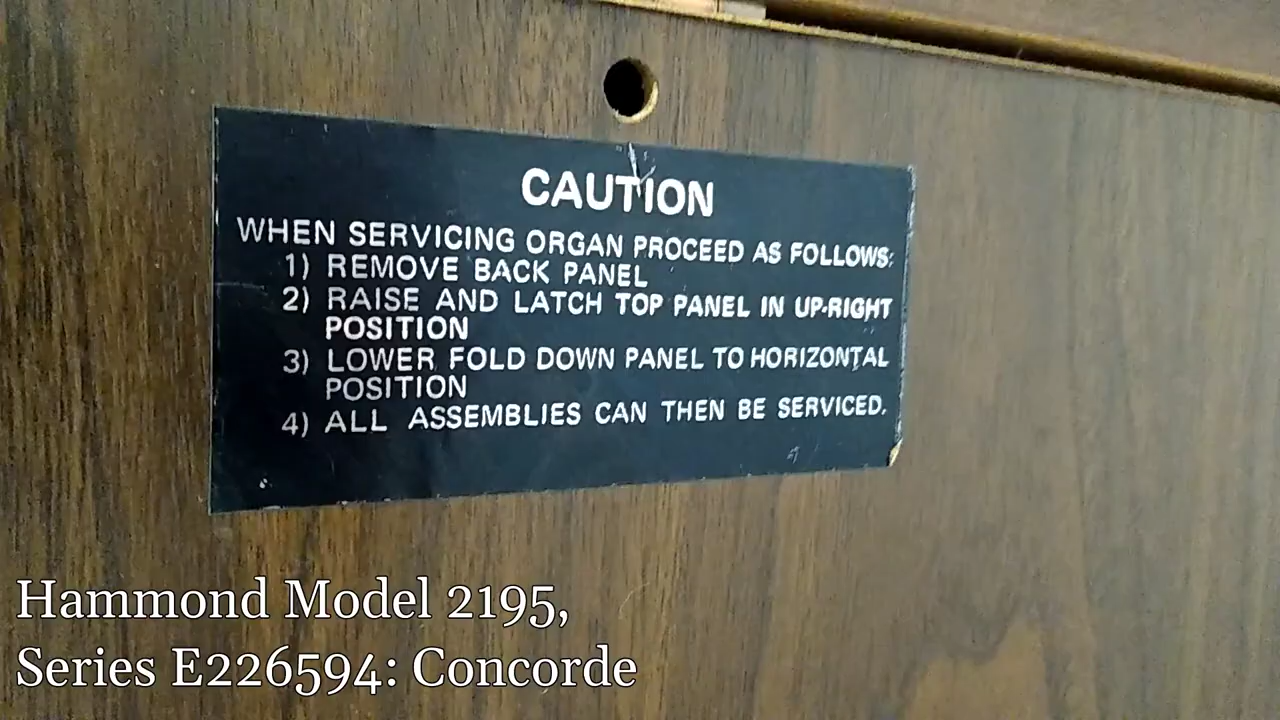 CAUTION
WHEN SERVICING ORGAN PROCEED AS FOLLOWS:
1) REMOVE BACK PANEL
2) RAISE AND LATCH TOP PANEL IN UP-RIGHT
POSITION
3) LOWER FOLD DOWN PANEL TO HORIZONTAL
POSITION
4) ALL ASSEMBLIES CAN THEN BE SERVICED.
Hammond Model 2195,
Series E226594: Concorde